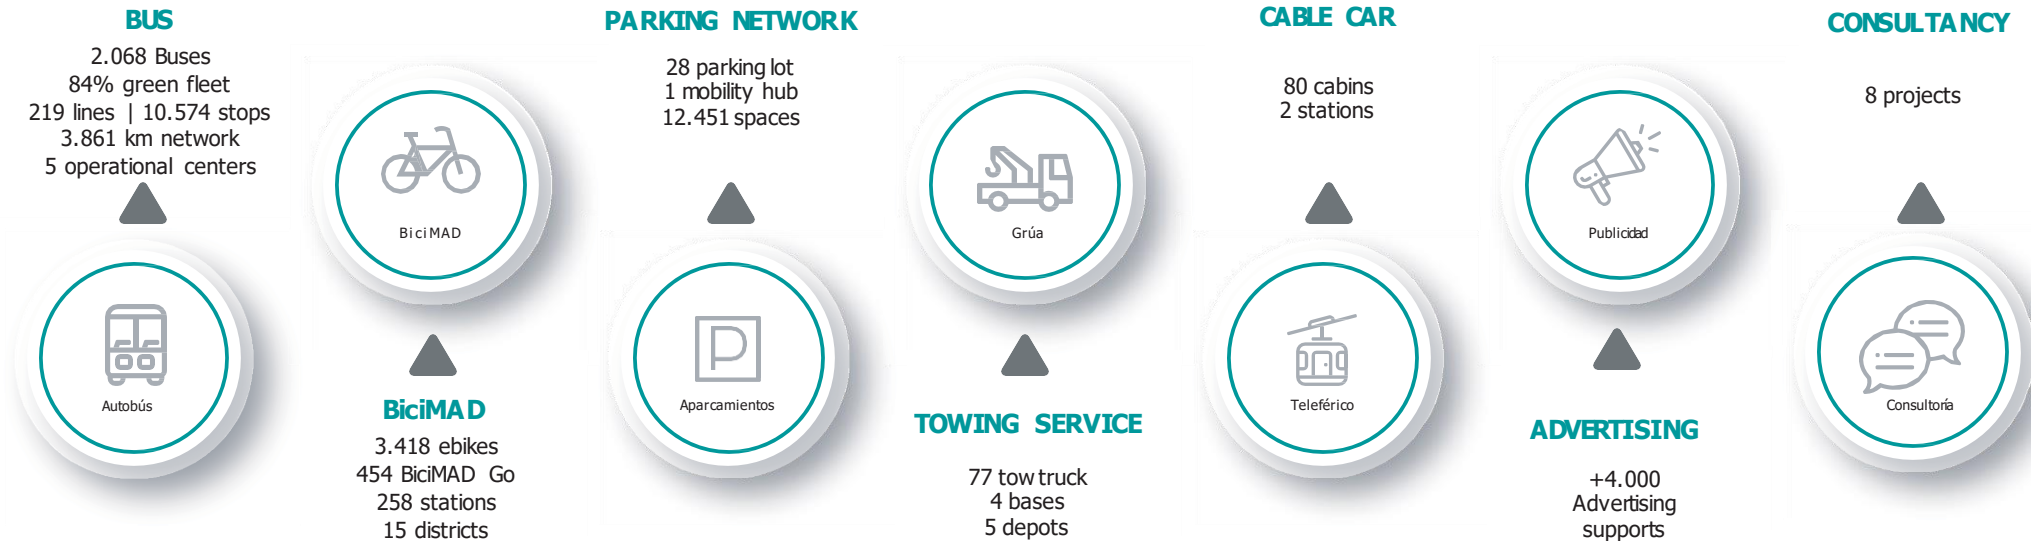 BUS
2.068 Buses
84% green fleet
219 lines | 10.574 stops
3.861 km network
5 operational centers
Autobús
BiciMAD
BiciMAD
3.418 ebikes
454 BiciMAD Go
258 stations
15 districts
PARKING NETWORK
28 parking lot
1 mobility hub
12.451 spaces
P
Aparcamientos
Grúa
TOWING SERVICE
77 tow truck
4 bases
5 depots
CABLE CAR
80 cabins
2 stations
Teleférico
Publicidad
ADVERTISING
+4.000
Advertising
supports
CONSULTANCY
8 projects
Consultoría